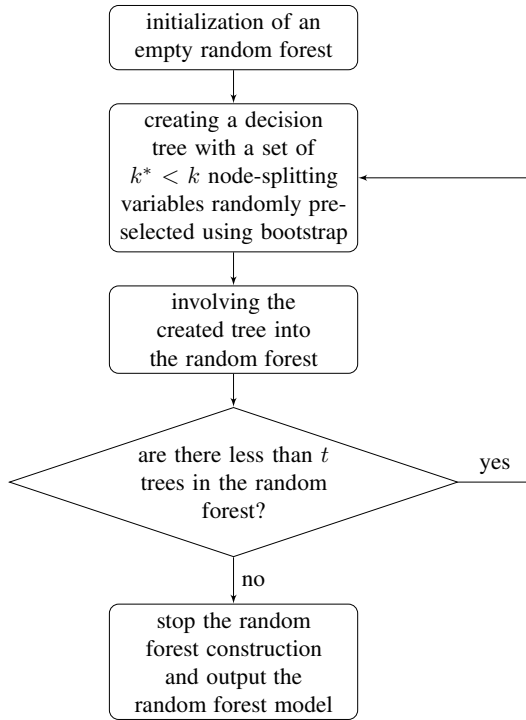 initialization of an
empty random forest
creating a decision
tree with a set of
k* < k node-splitting
variables randomly pre-
selected using bootstrap
involving the
created tree into
the random forest
are there less than t
trees in the random
forest?
yes
no
stop the random
forest construction
and output the
random forest model